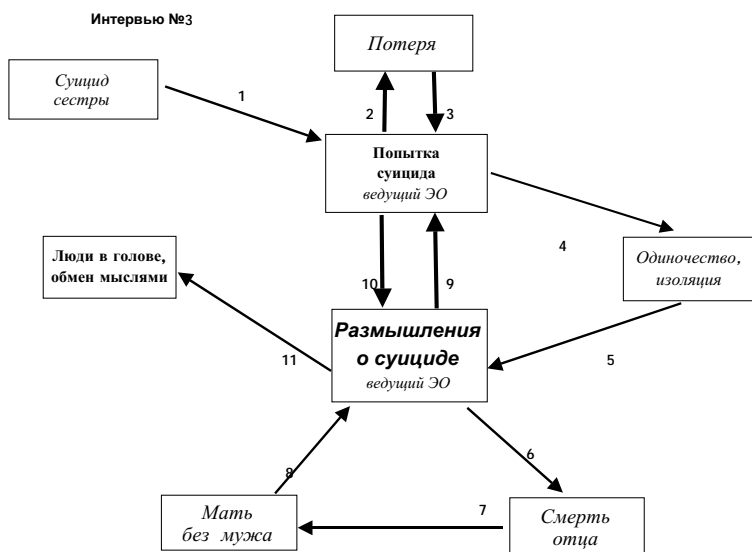 Интервью №3
Потеря
Суицид
сестры
1
2
3
Попытка
суицида
ведущий ЭО
4
Люди в голове,
обмен мыслями
Одиночество,
изоляция
10
9
Размышления
о суициде
ведущий ЭО
11
5
6
8
7
Мать
без мужа
Смерть
отца